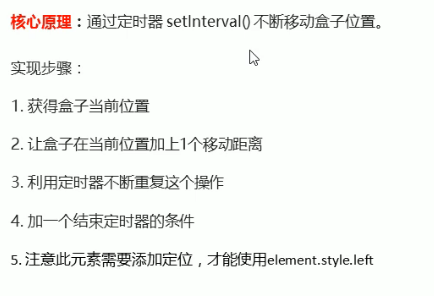 核心原理：通过定时器 setInterval() 不断移动盒子位置。
实现步骤：
1. 获得盒子当前位置
2. 让盒子在当前位置加上1个移动距离
3. 利用定时器不断重复这个操作
4. 加一个结束定时器的条件
5. 注意此元素需要添加定位，才能使用element.style.left